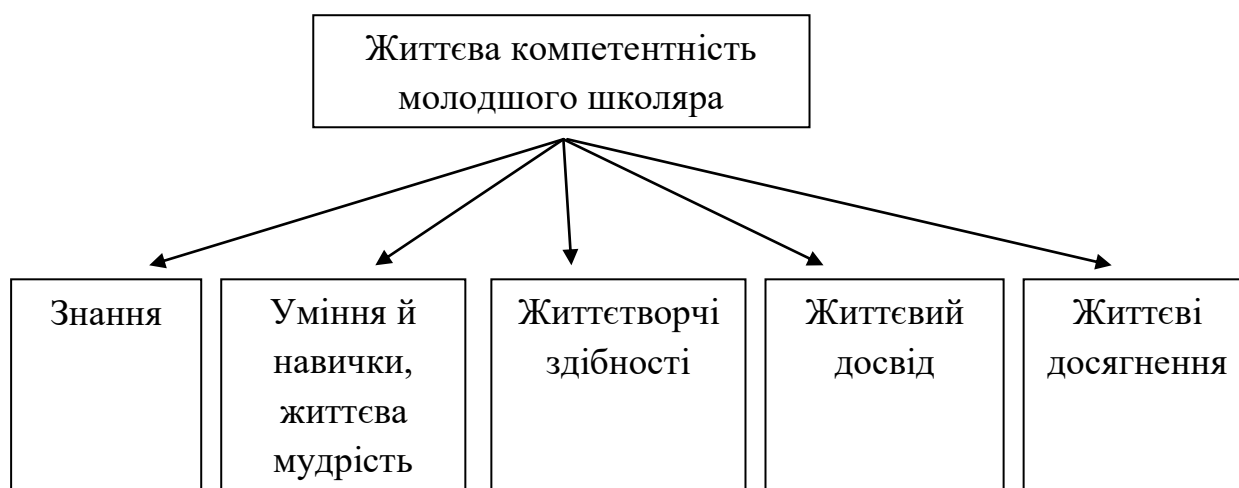 Життєва компетентність
молодшого школяра
Знання
Уміння й
навички,
життєва
мудрість
Життєтворчі
здібності
Життєвий
досвід
Життєві
досягнення